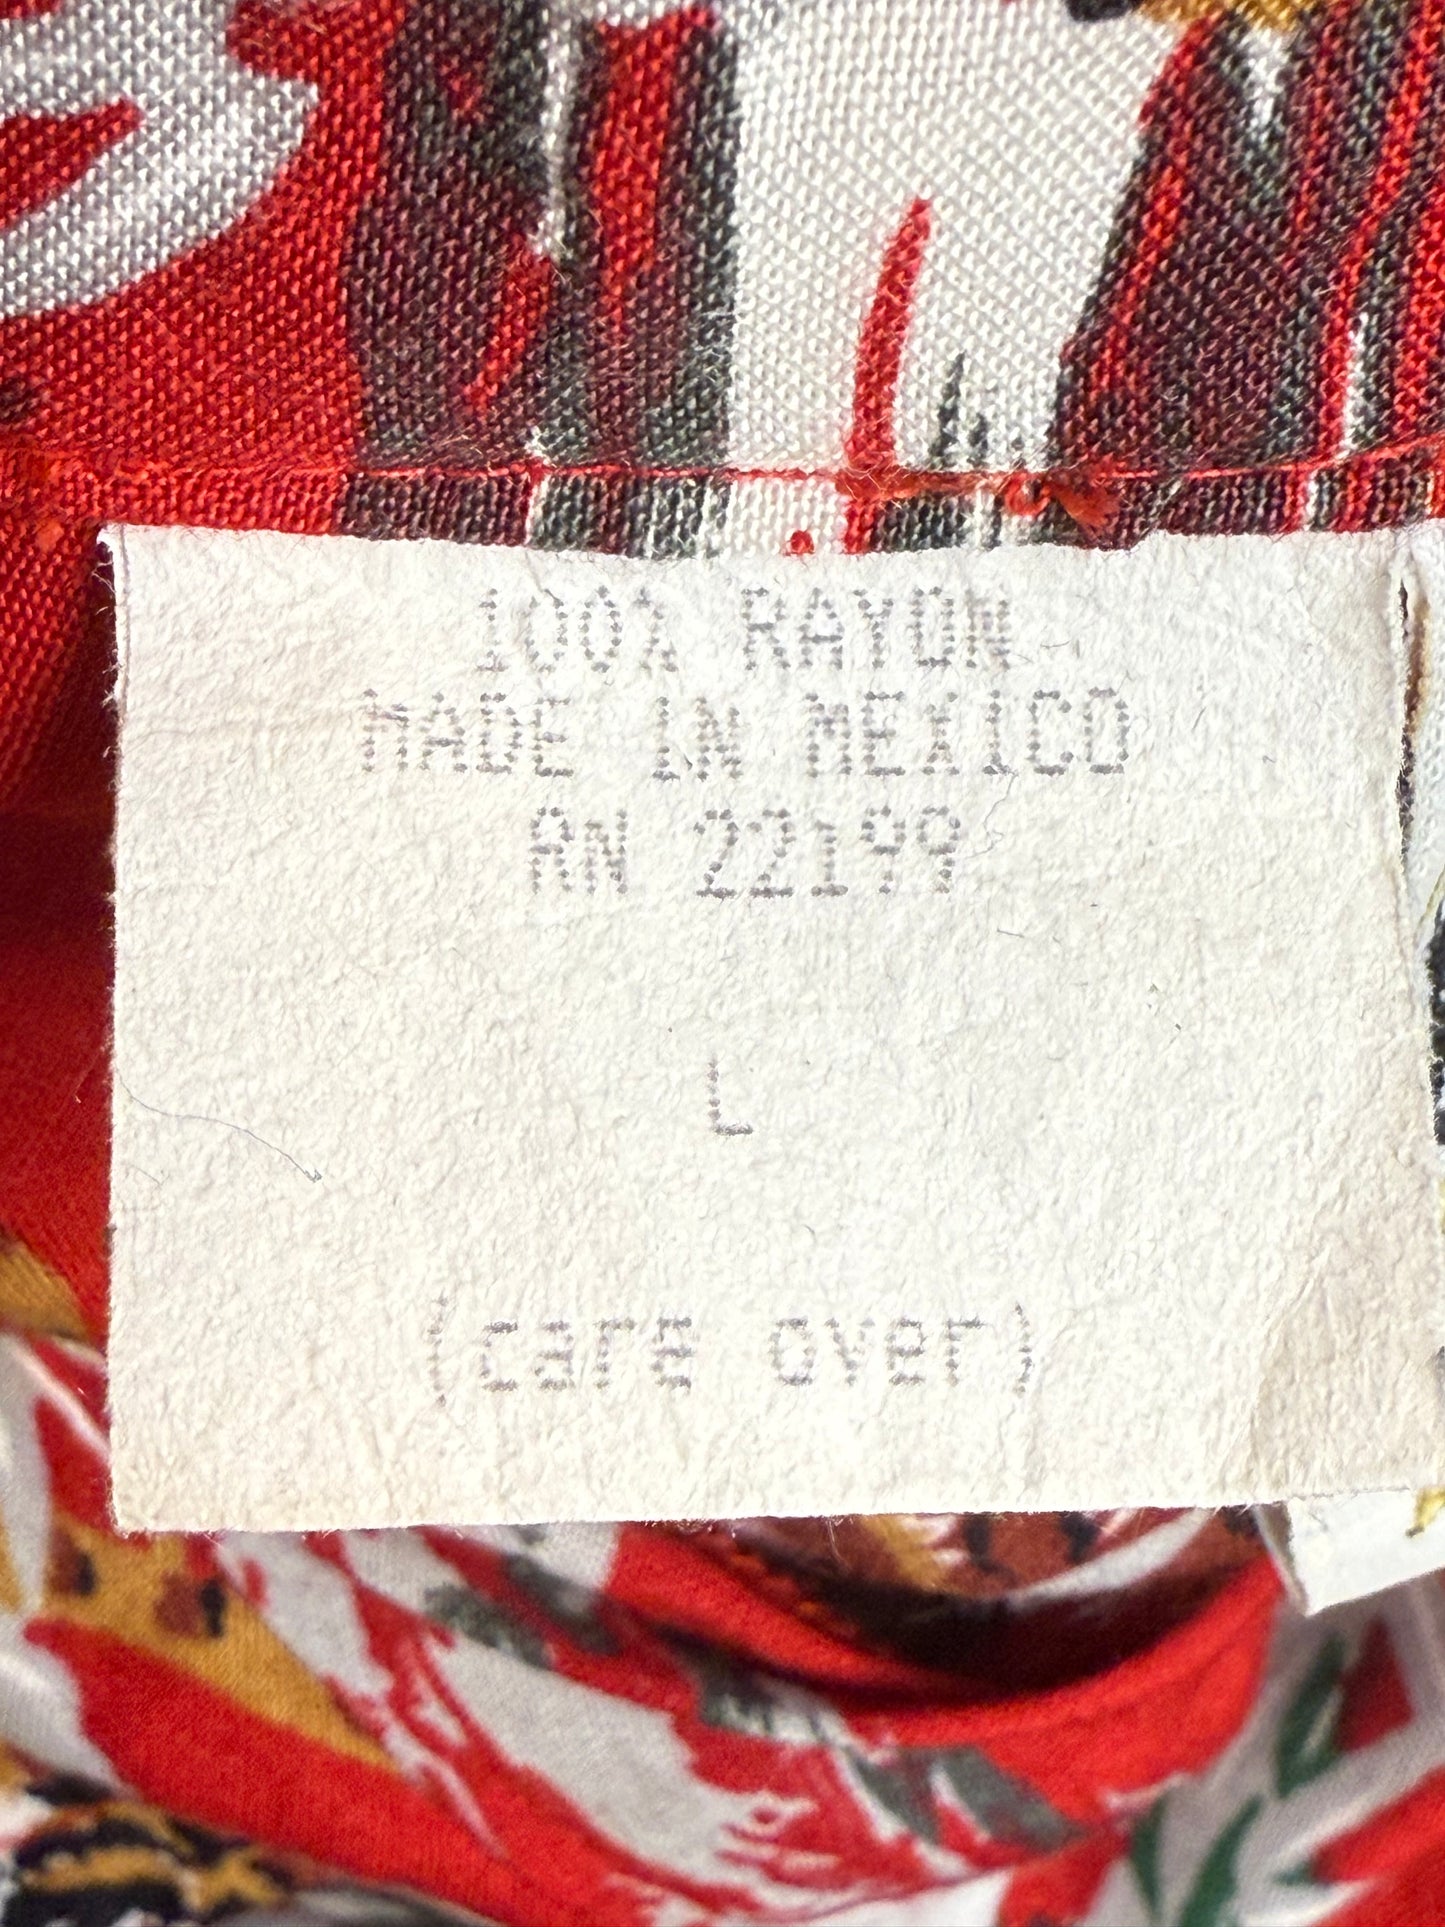 100% RAYON
MADE IN MEXICO
RN 22199
L
(care over)